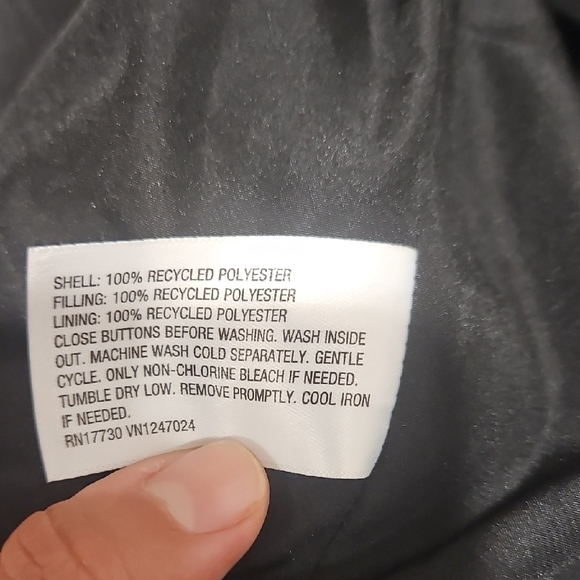 SHELL: 100% RECYCLED POLYESTER
FILLING: 100% RECYCLED POLYESTER
LINING: 100% RECYCLED POLYESTER
CLOSE BUTTONS BEFORE WASHING. WASH INSIDE
OUT. MACHINE WASH COLD SEPARATELY. GENTLE
CYCLE. ONLY NON-CHLORINE BLEACH IF NEEDED.
TUMBLE DRY LOW. REMOVE PROMPTLY. COOL IRON
IF NEEDED.
RN17730 VN1247024